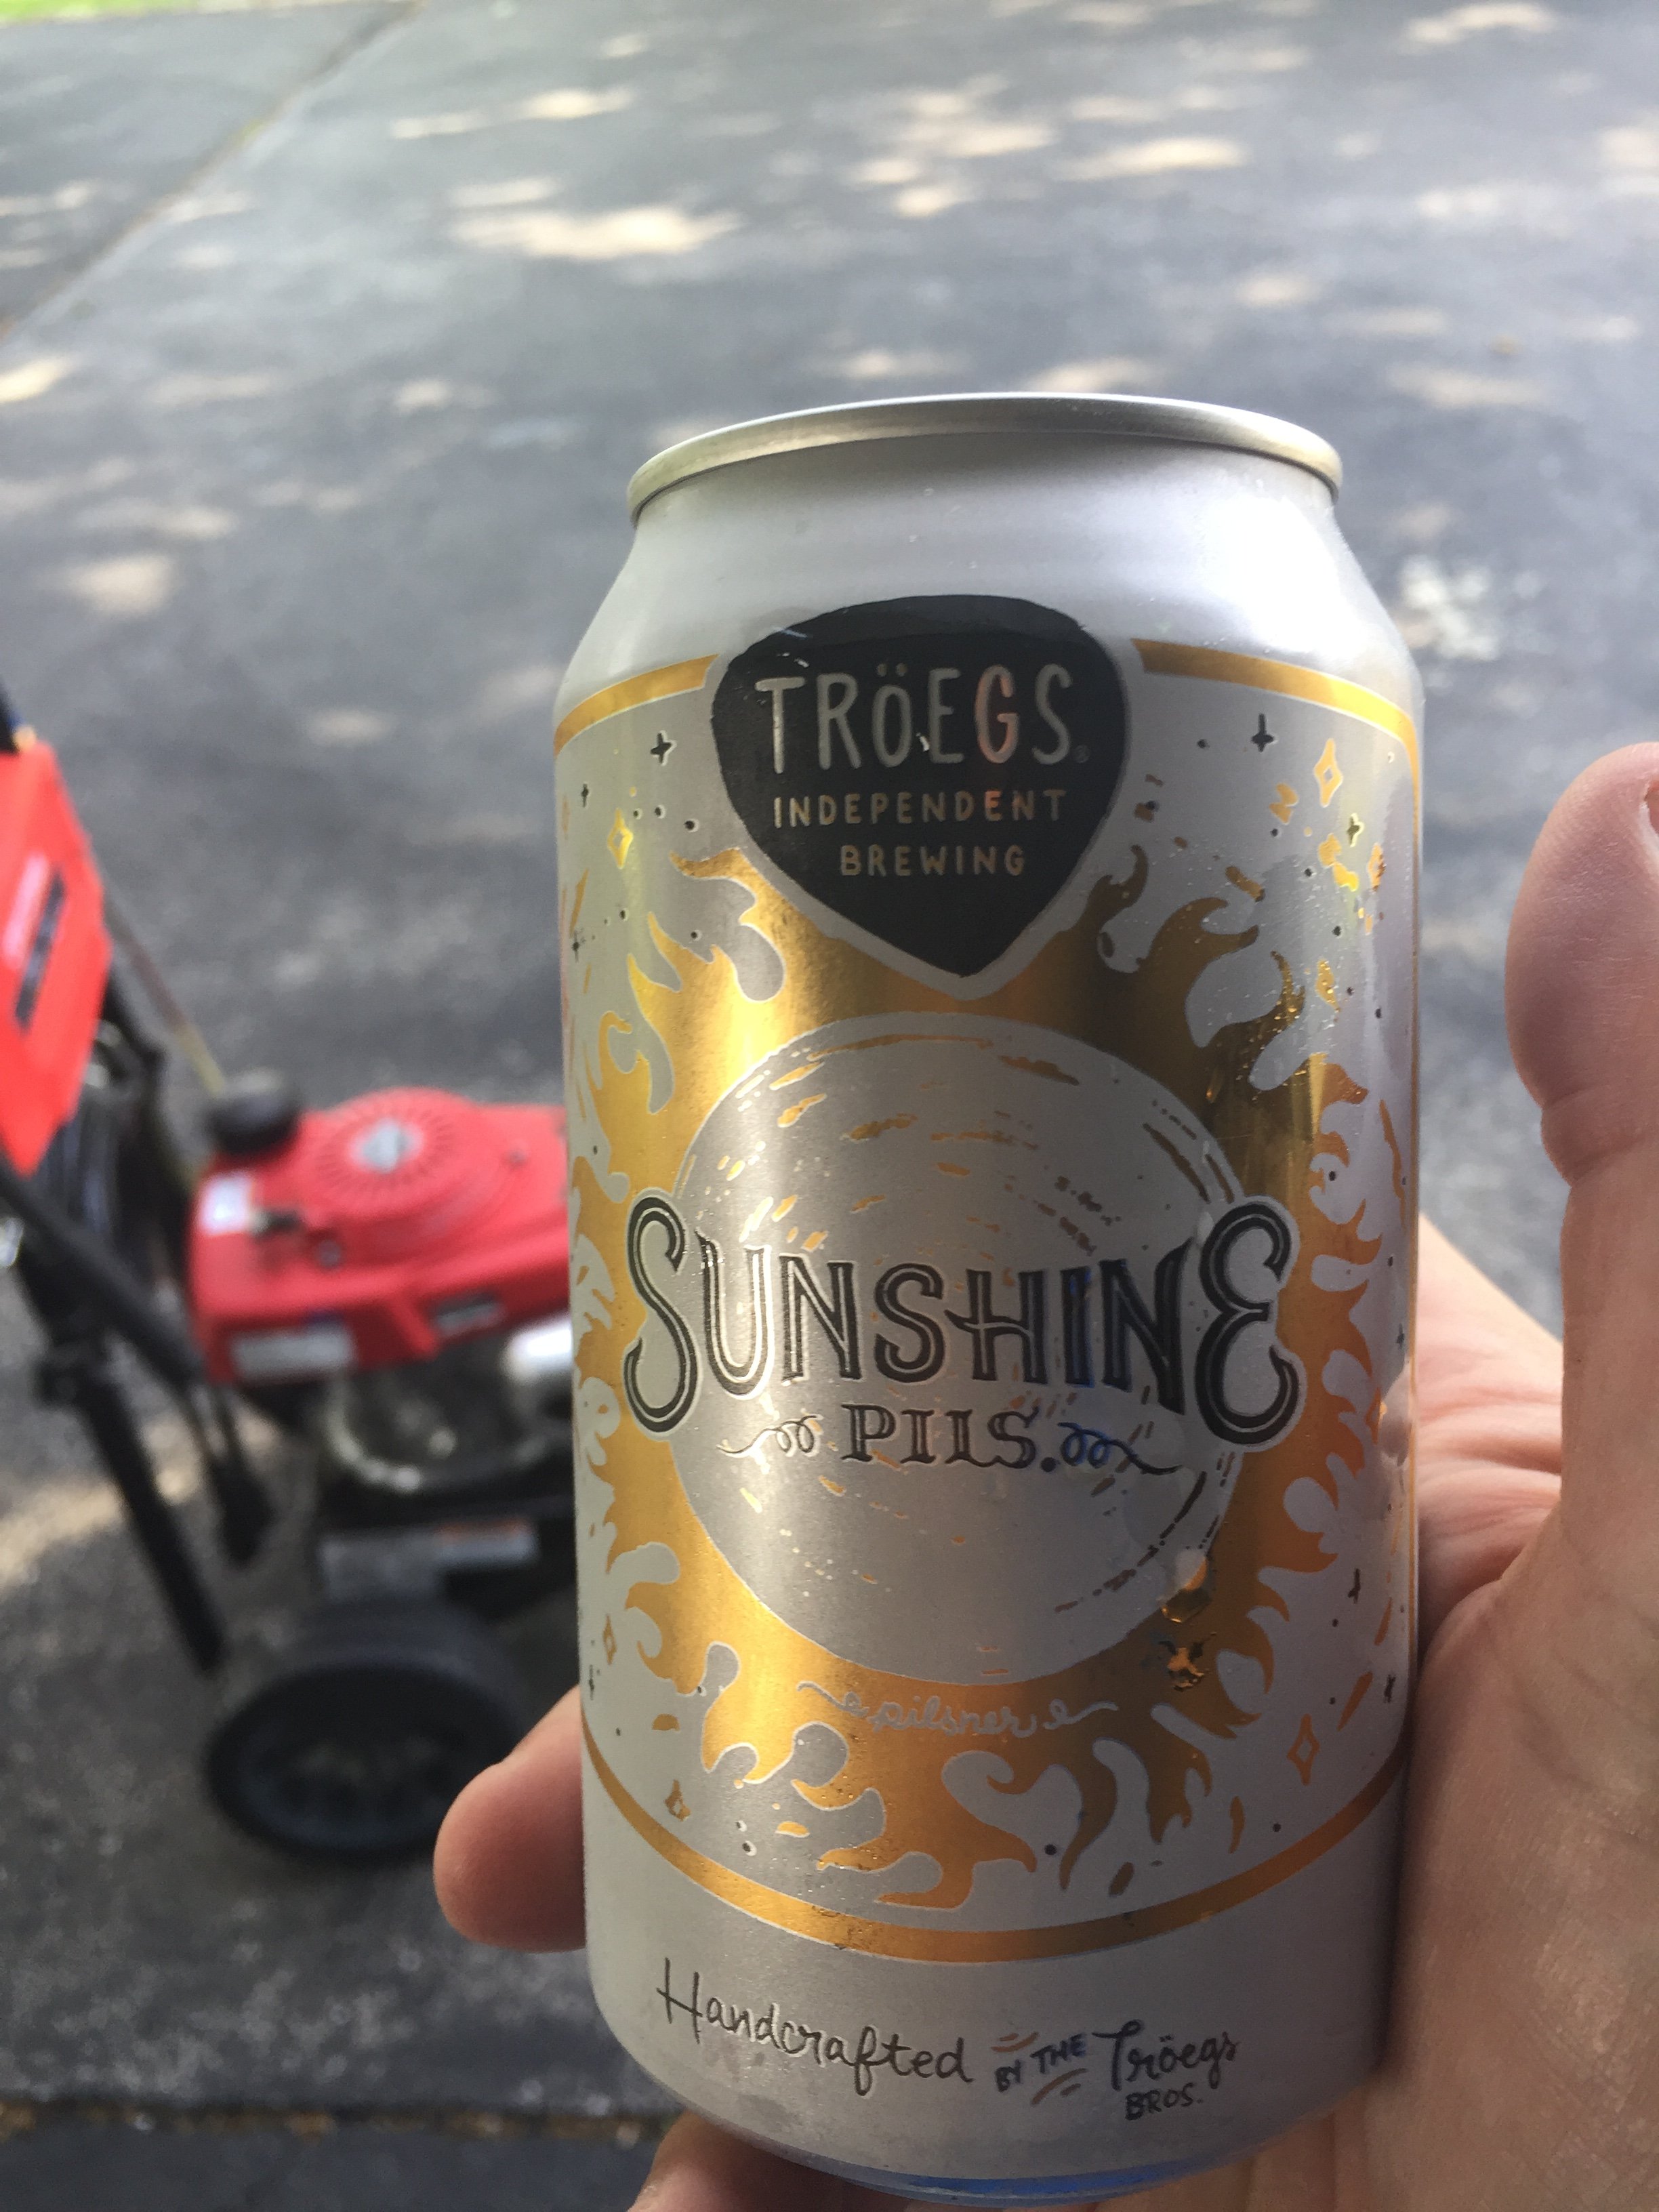 TRÖEGS®
INDEPENDENT
BREWING
SUNSHINE
PILS.
pilsner
Handcrafted BY THE Tröegs
BROS.